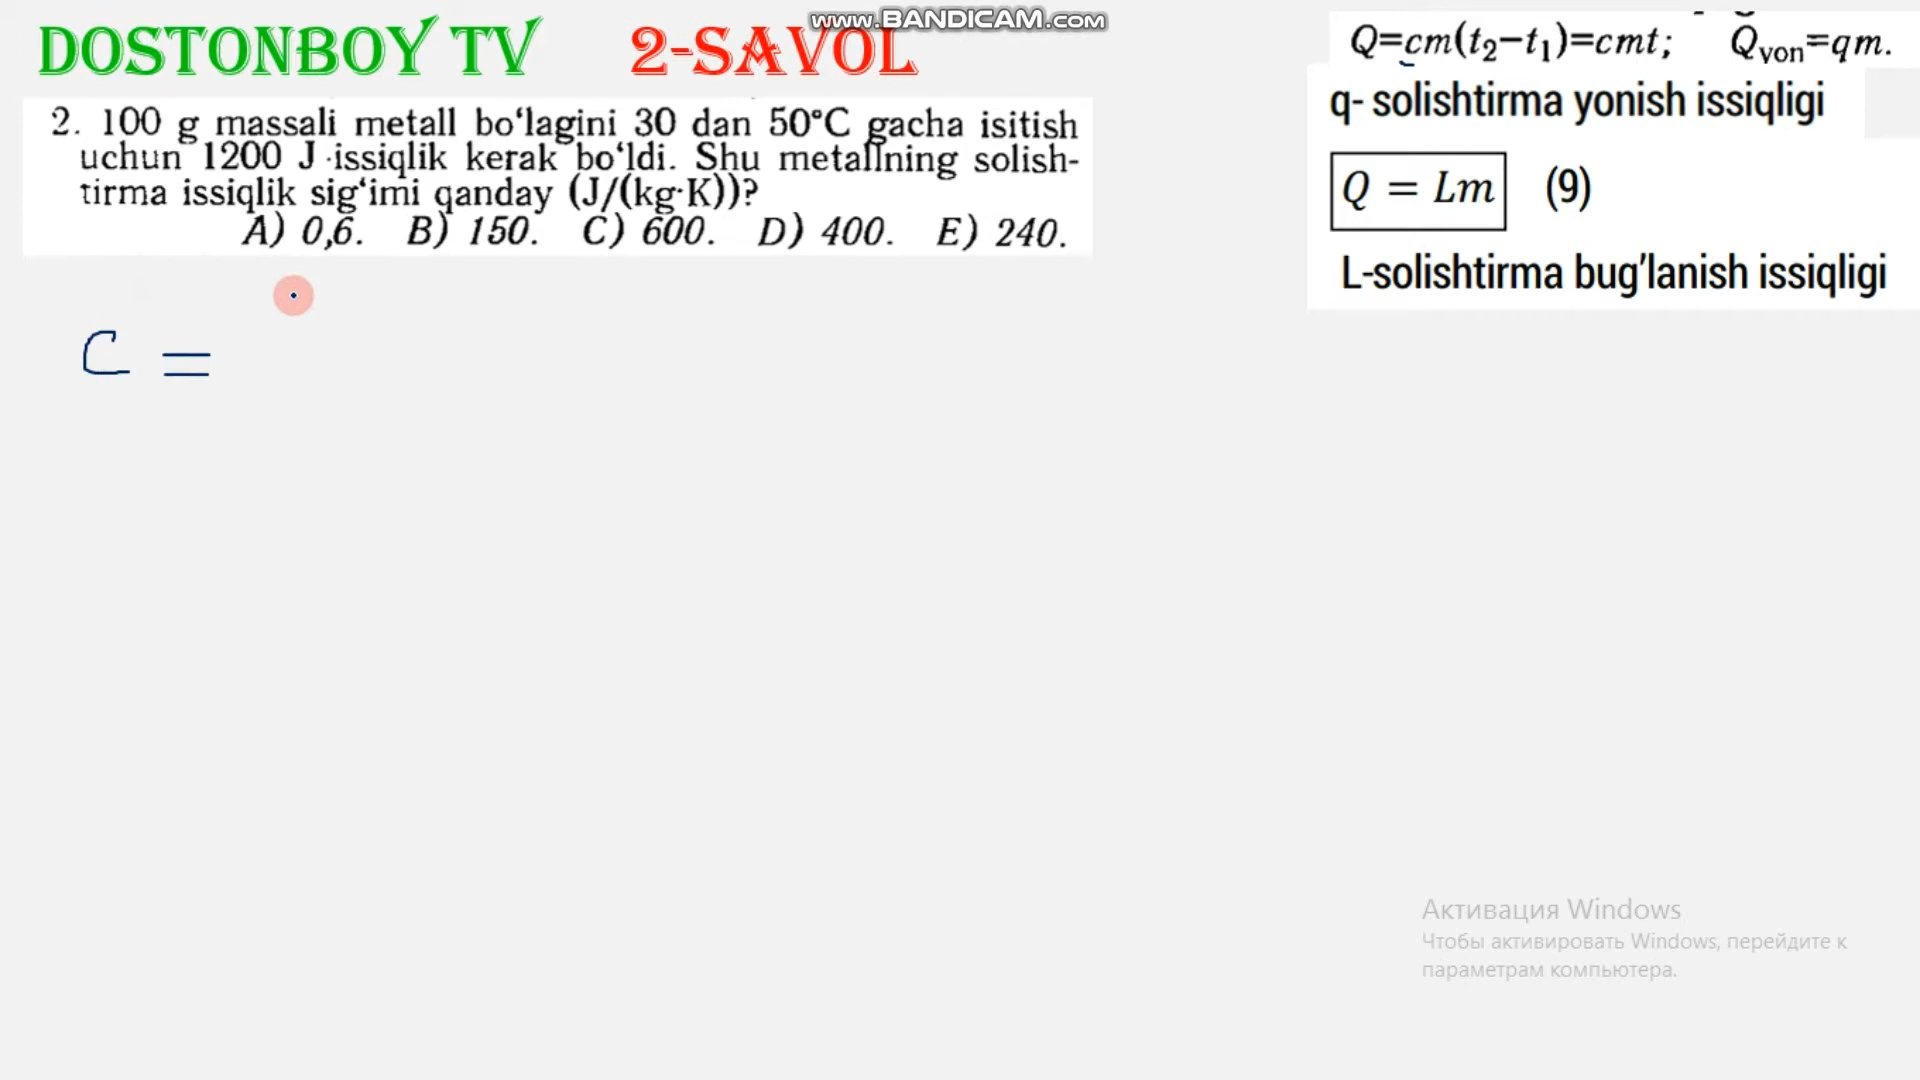 www.BANDICAM.com
DOSTONBOY TV 2-SAVOL
2. 100 g massali metall bo‘lagini 30 dan 50°C gacha isitish
uchun 1200 J issiqlik kerak bo‘ldi. Shu metallning solish-
tirma issiqlik sig‘imi qanday (J/(kg·K))?
A) 0,6. B) 150. C) 600. D) 400. E) 240.
C =
Q=cm(t₂−t₁)=cmt; Qyon=qm.
q- solishtirma yonish issiqligi
Q = Lm (9)
L-solishtirma bug’lanish issiqligi
Активация Windows
Чтобы активировать Windows, перейдите к
параметрам компьютера.